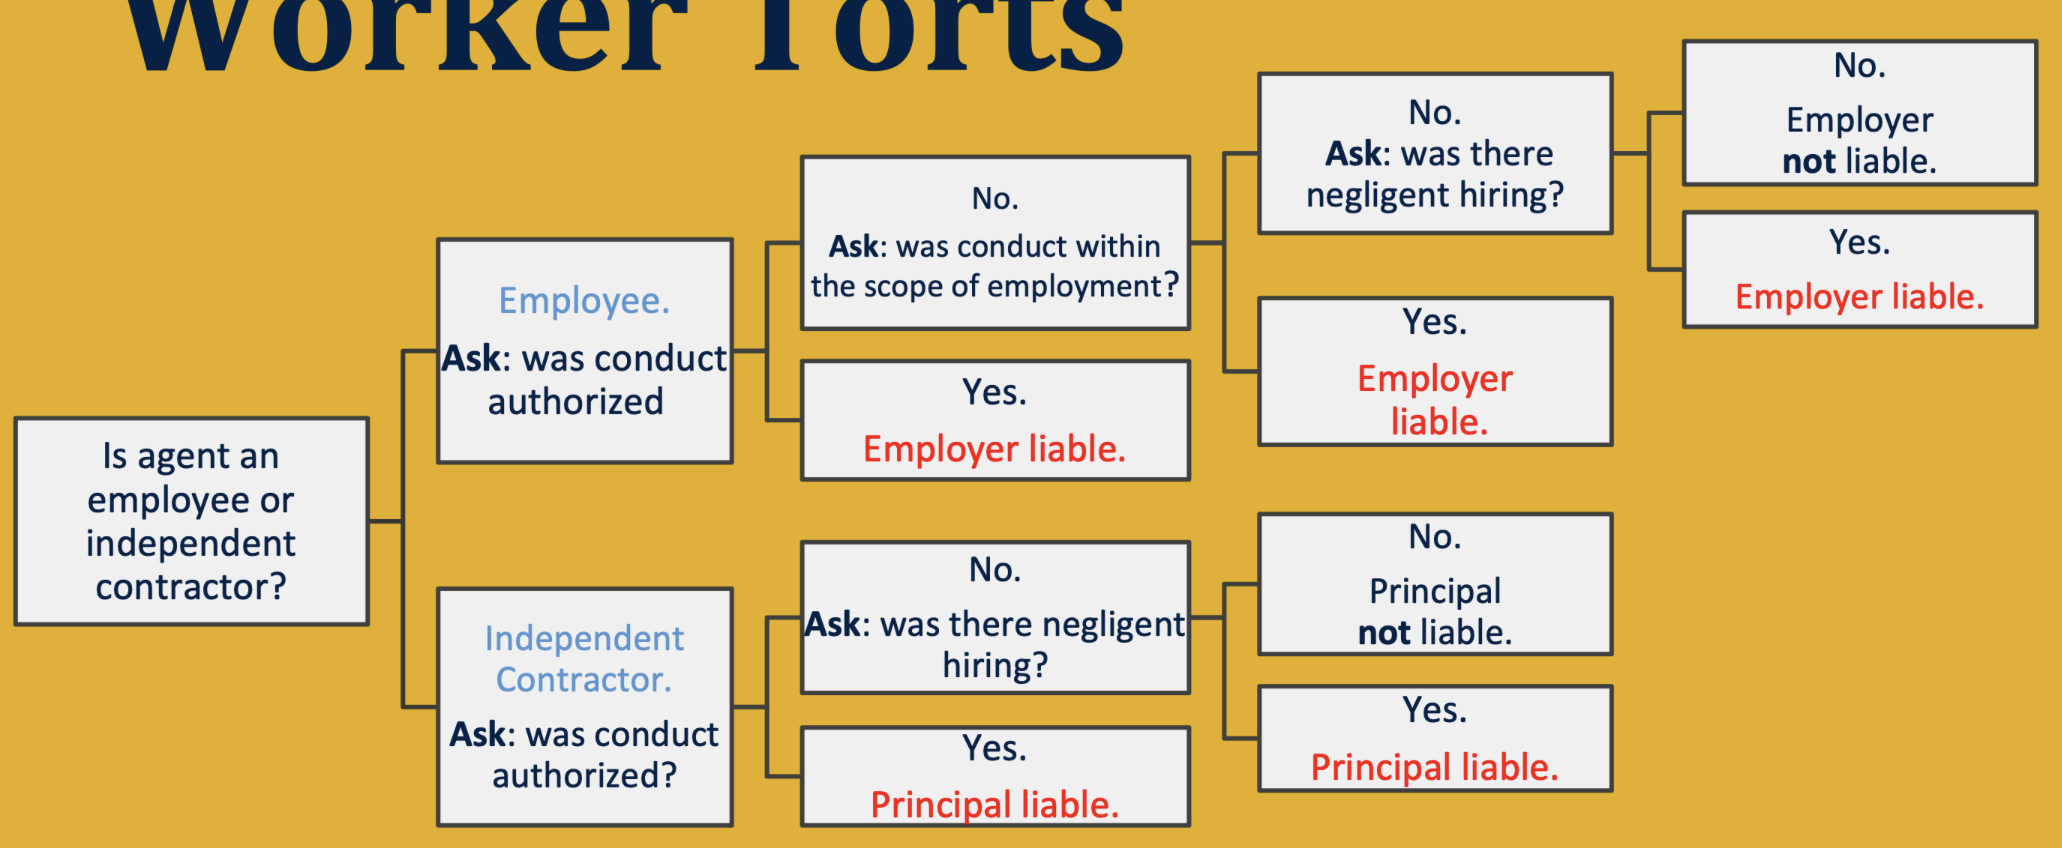 Worker Torts
Is agent an
employee or
independent
contractor?
Employee.
Ask: was conduct
authorized
No.
Ask: was conduct within
the scope of employment?
No.
Ask: was there
negligent hiring?
No.
Employer
not liable.
Yes.
Employer liable.
Yes.
Employer
liable.
Yes.
Employer liable.
Independent
Contractor.
Ask: was conduct
authorized?
No.
Ask: was there negligent
hiring?
No.
Principal
not liable.
Yes.
Principal liable.
Yes.
Principal liable.